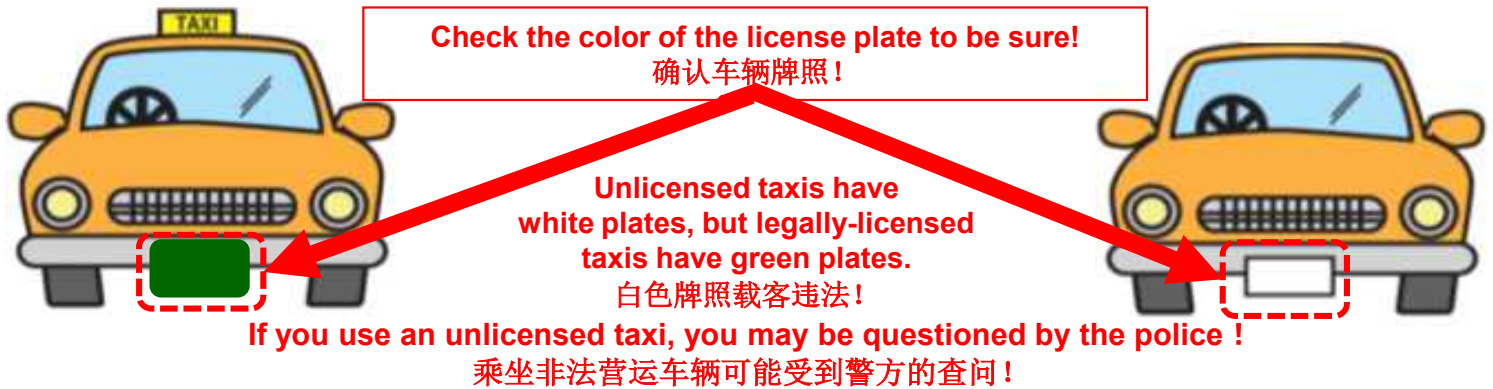 TAXI
Check the color of the license plate to be sure!
确认车辆牌照！
Unlicensed taxis have
white plates, but legally-licensed
taxis have green plates.
白色牌照载客违法！
If you use an unlicensed taxi, you may be questioned by the police！
乘坐非法营运车辆可能受到警方的查问！